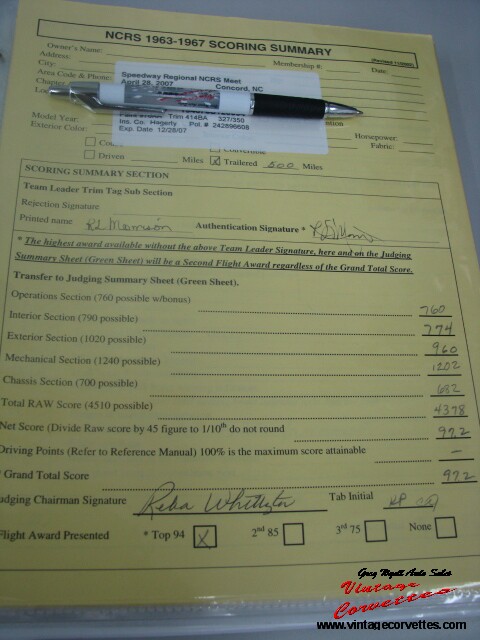 NCRS 1963-1967 SCORING SUMMARY
Owner's Name:
Address:
Membership #:
Date:
City:
Area Code & Phone:
Speedway Regional NCRS Meet
April 28, 2007 Concord, NC
Model Year:
Trim 414BA 327/350
Horsepower:
Exterior Color:
Ins. Co. Hagerty Pol. # 242896608
Fabric:
Exp. Date 12/28/07
Driven Miles X Trailered 500 Miles
SCORING SUMMARY SECTION
Team Leader Trim Tag Sub Section
Rejection Signature
Printed name Authentication Signature *
* The highest award available without the above Team Leader Signature, here and on the Judging
Summary Sheet (Green Sheet) will be a Second Flight Award regardless of the Grand Total Score.
Transfer to Judging Summary Sheet (Green Sheet).
Operations Section (760 possible w/bonus) 760
Interior Section (790 possible) 774
Exterior Section (1020 possible) 960
Mechanical Section (1240 possible) 1202
Chassis Section (700 possible) 682
Total RAW Score (4510 possible) 4378
Net Score (Divide Raw score by 45 figure to 1/10th do not round 97.2
Driving Points (Refer to Reference Manual) 100% is the maximum score attainable —
* Grand Total Score 97.2
Judging Chairman Signature Tab Initial
Flight Award Presented * Top 94 X 2nd 85 3rd 75 None
Vintage
Corvettes
www.vintagecorvettes.com